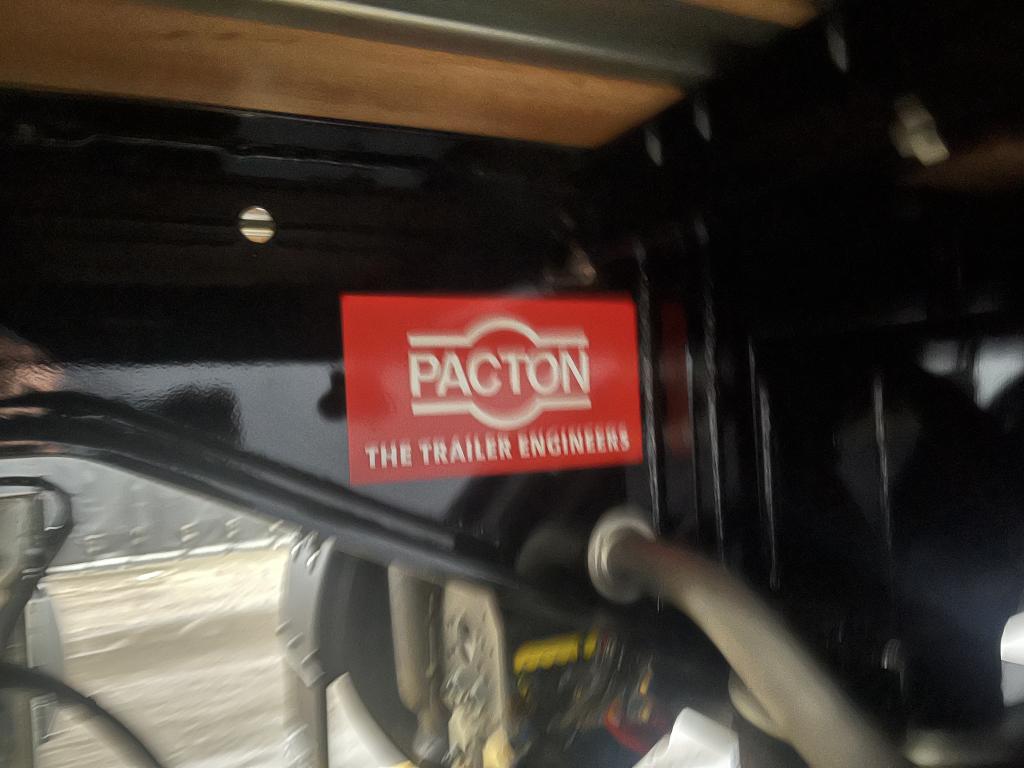 PACTON
THE TRAILER ENGINEERS